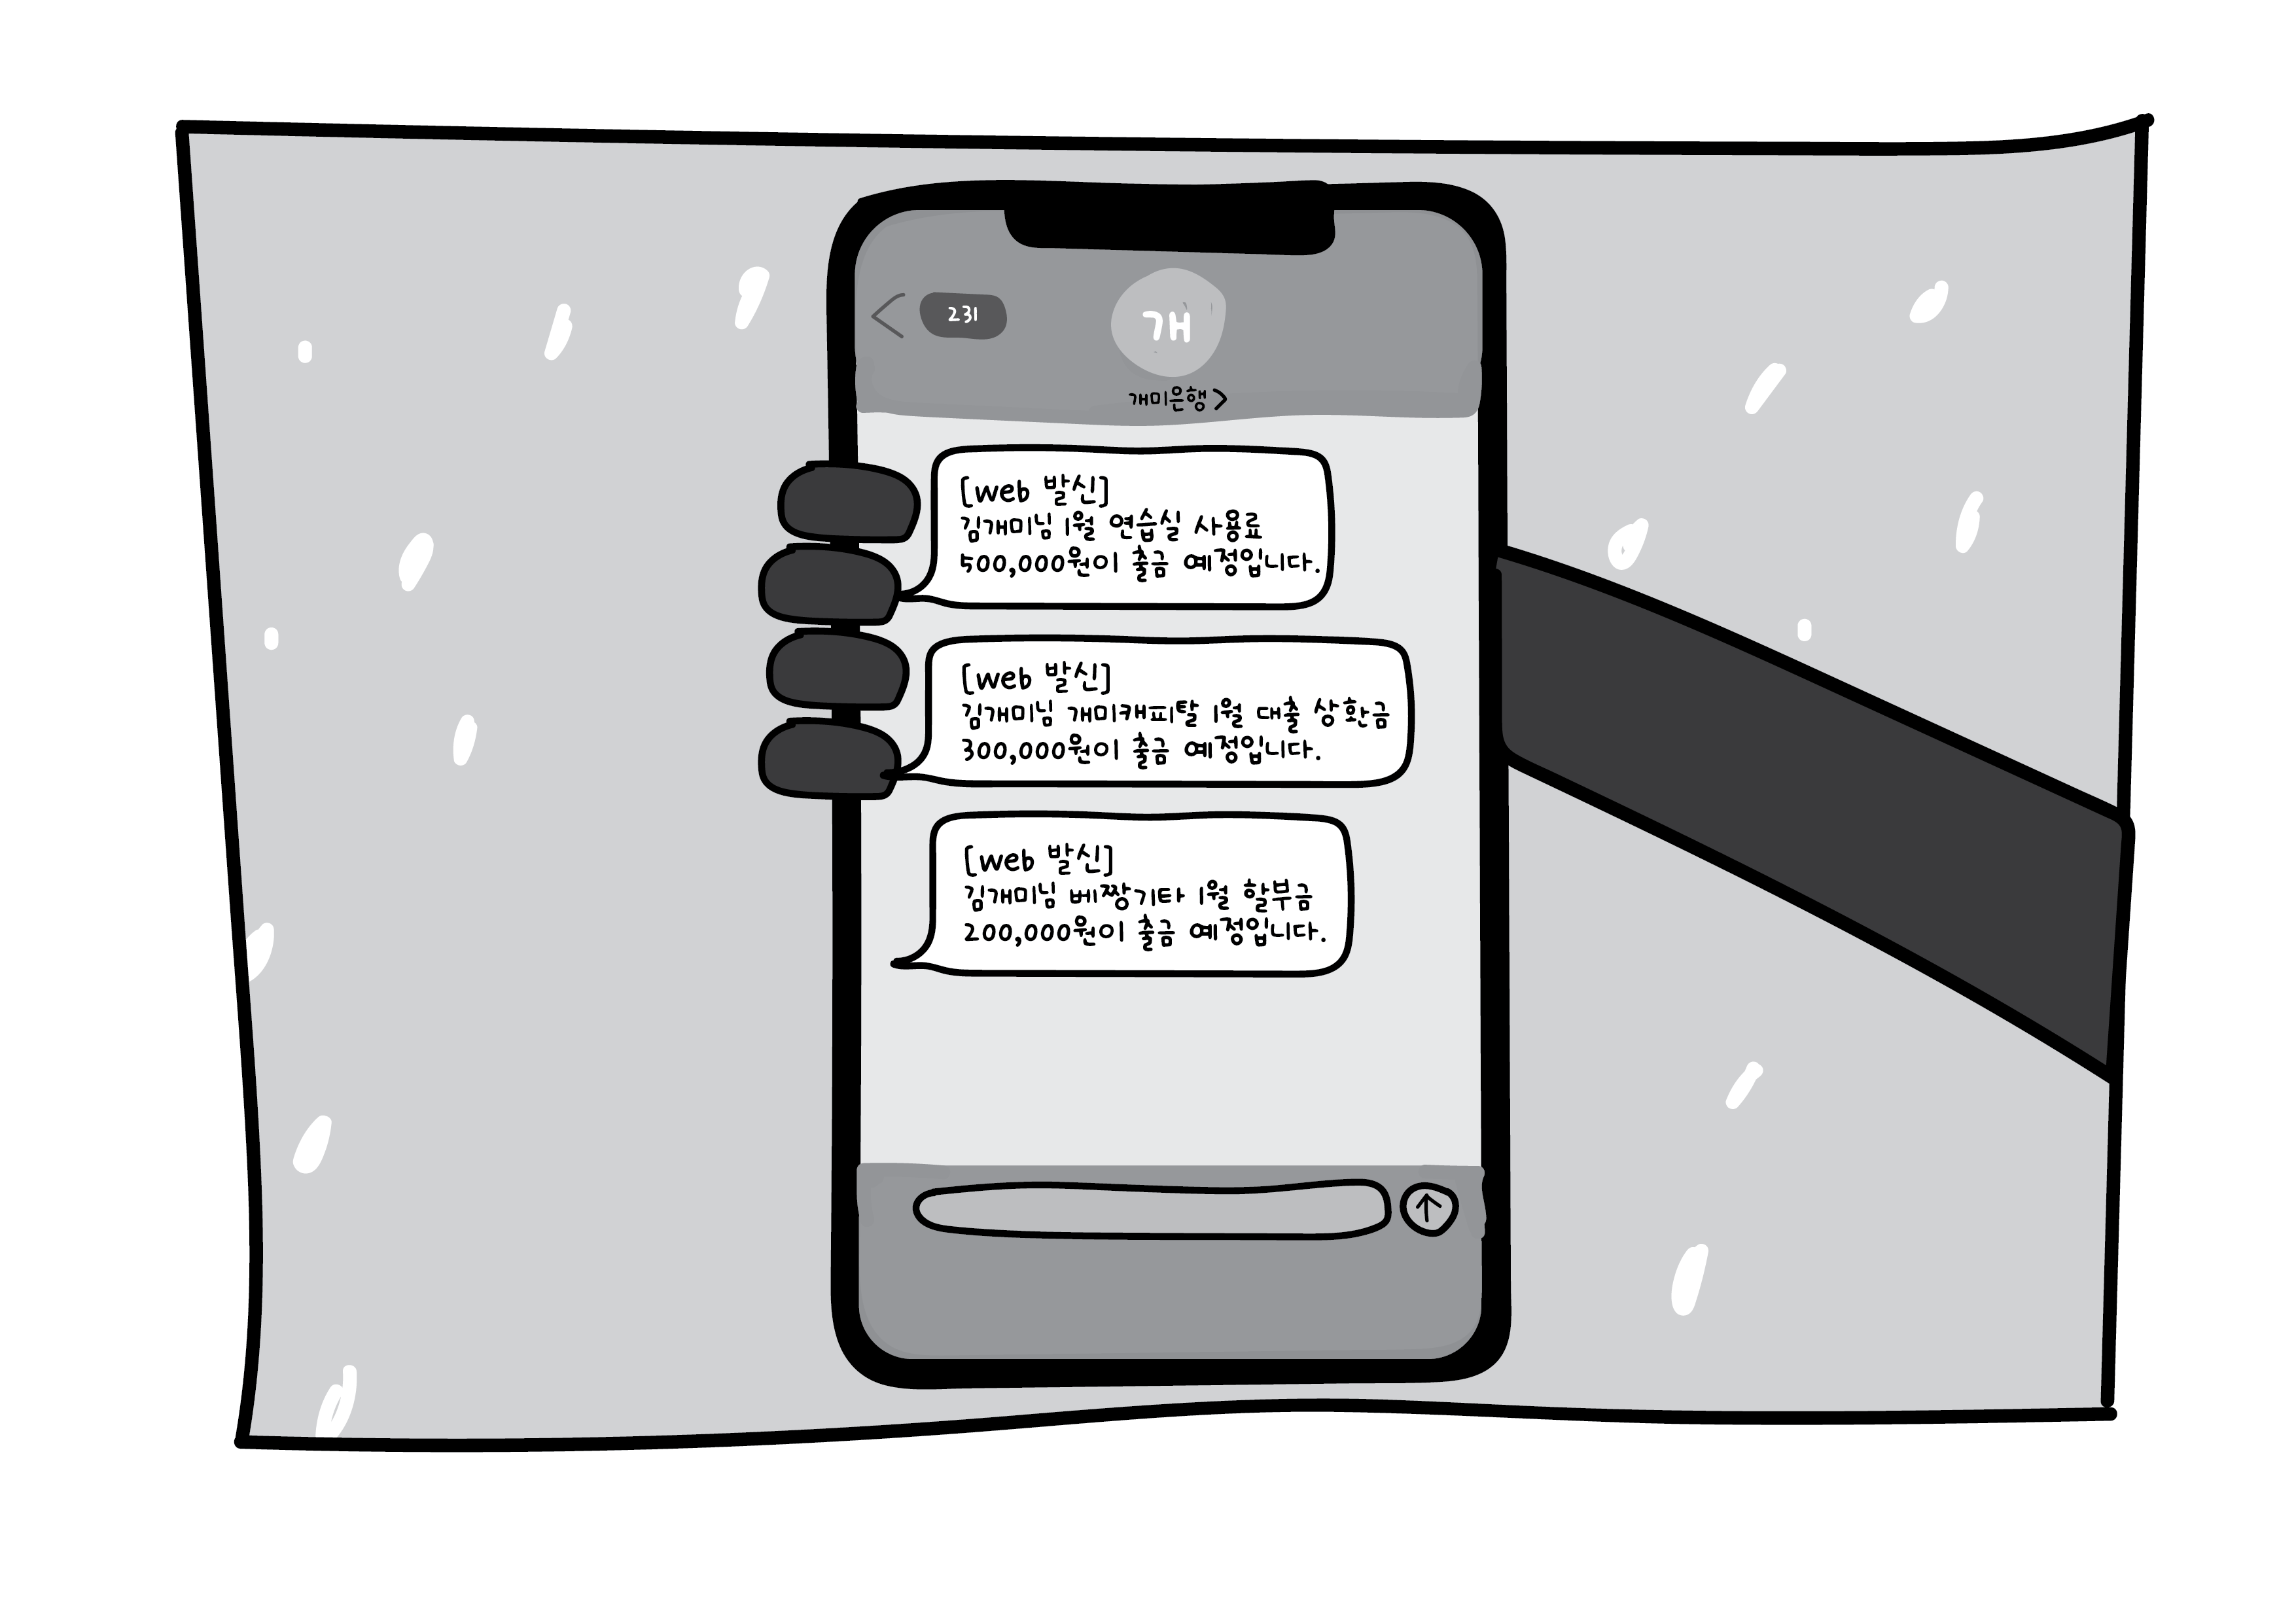 231
개
개미은행 >
[web 발신]
김개미님 1월 연습실 사용료
500,000원이 출금 예정입니다.
[web 발신]
김개미님 개미캐피탈 1월 대출 상환금
300,000원이 출금 예정입니다.
[web 발신]
김개미님 베짱기타 1월 할부금
200,000원이 출금 예정입니다.